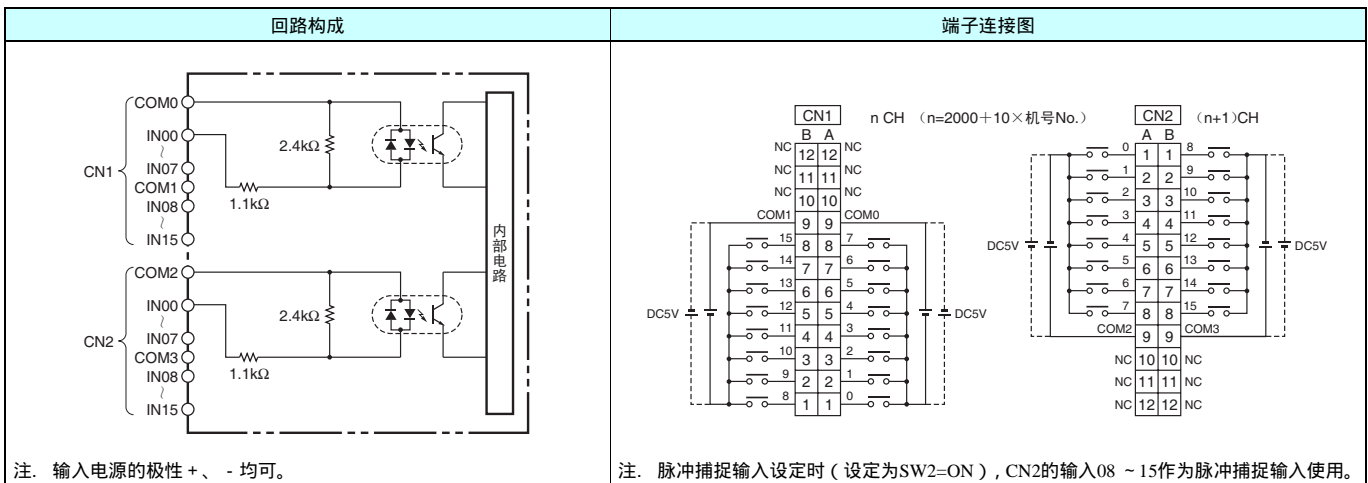 回路构成
端子连接图
COM0
IN00
~
IN07
COM1
IN08
~
IN15
CN1
2.4kΩ
1.1kΩ
COM2
IN00
~
IN07
COM3
IN08
~
IN15
CN2
2.4kΩ
1.1kΩ
内部电路
注. 输入电源的极性 + 、 - 均可。
CN1 n CH (n=2000+10×机号No.)
B A
NC 12 12 NC
NC 11 11 NC
NC 10 10 NC
COM1 9 9 COM0
15 8 8 7
14 7 7 6
13 6 6 5
DC5V 12 5 5 4 DC5V
11 4 4 3
10 3 3 2
9 2 2 1
8 1 1 0
CN2 (n+1)CH
A B
0 1 1 8
1 2 2 9
2 3 3 10
3 4 4 11
DC5V 4 5 5 12 DC5V
5 6 6 13
6 7 7 14
7 8 8 15
COM2 9 9 COM3
NC 10 10 NC
NC 11 11 NC
NC 12 12 NC
注. 脉冲捕捉输入设定时 ( 设定为SW2=ON ) , CN2的输入08 ~ 15作为脉冲捕捉输入使用。